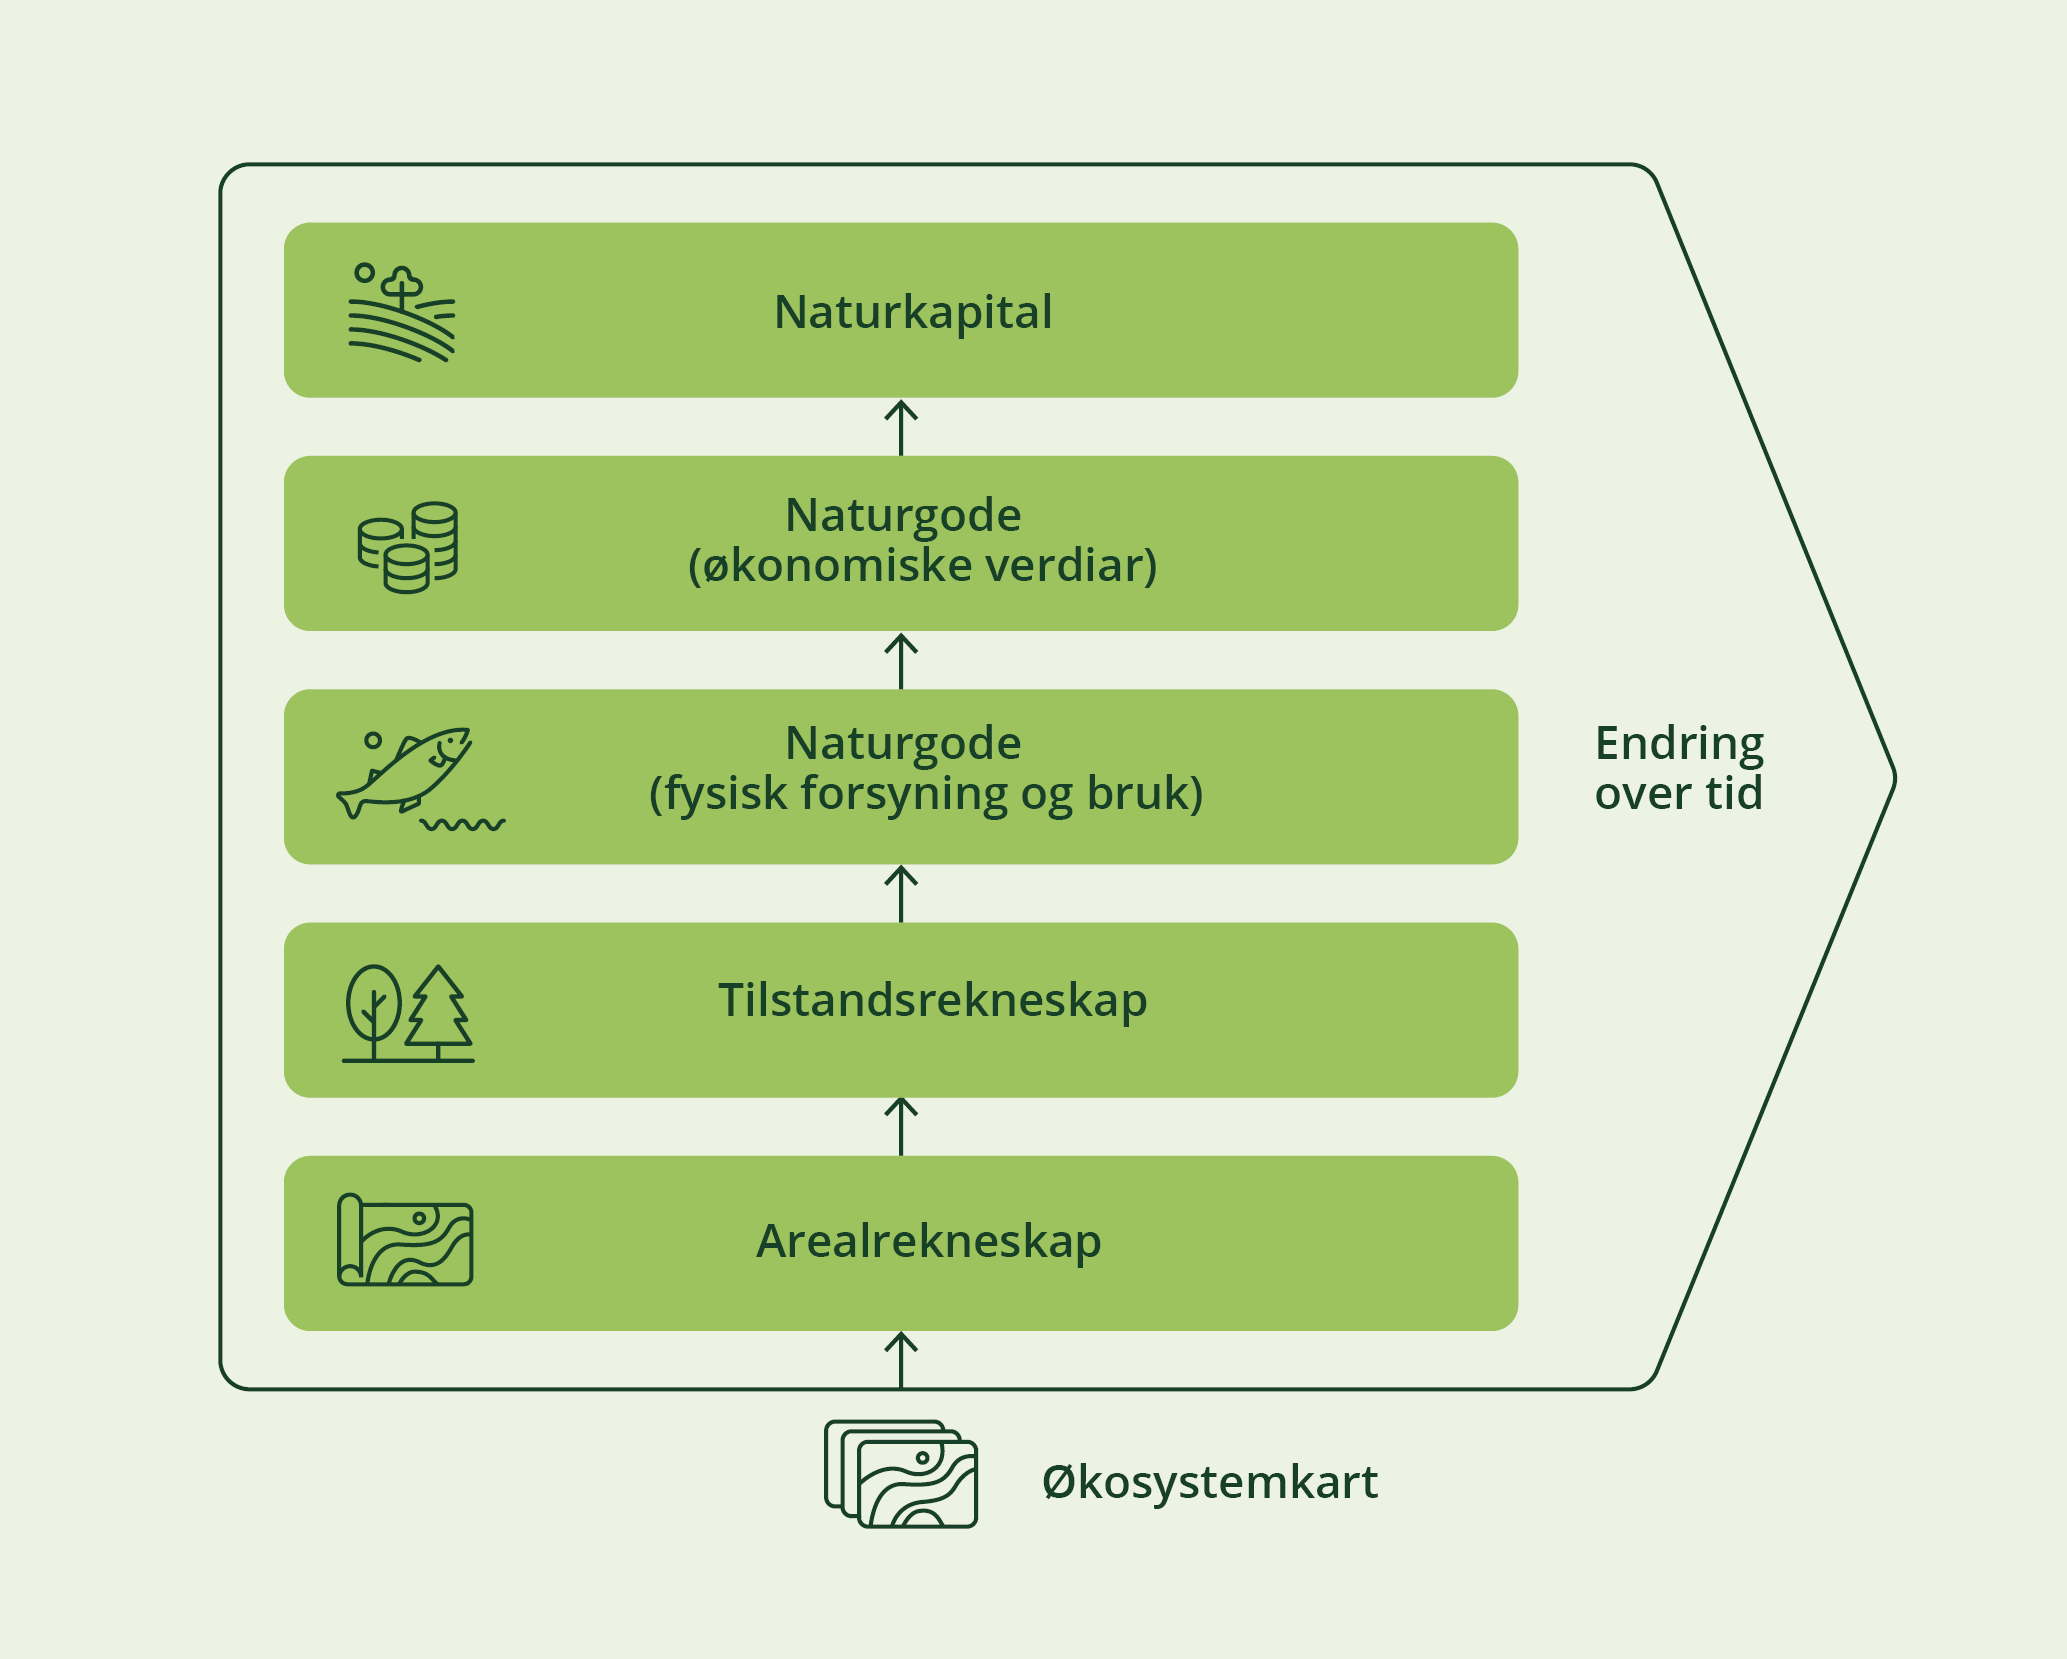 Naturkapital
Naturgode
(økonomiske verdiar)
Naturgode
(fysisk forsyning og bruk)
Endring
over tid
Tilstandsrekneskap
Arealrekneskap
Økosystemkart